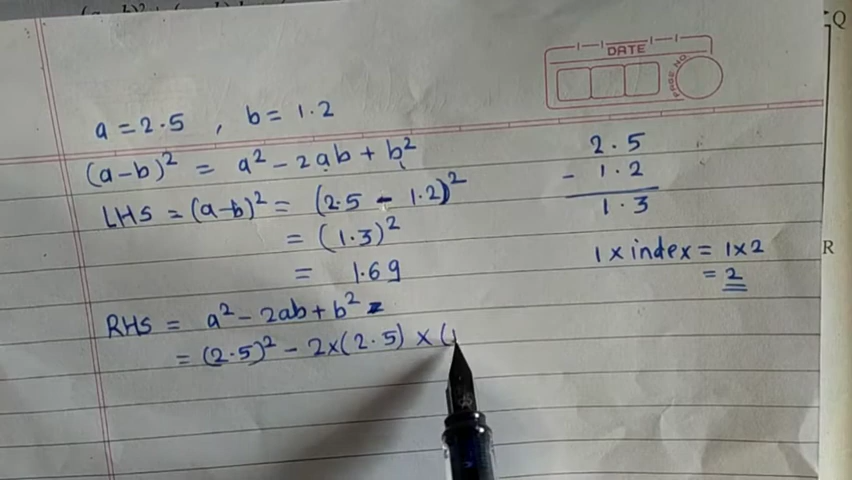 Q
DATE
PAGE NO
a = 2.5 , b = 1.2
(a-b)² = a² - 2ab + b²
LHS = (a-b)² = (2.5 - 1.2)²
= (1.3)²
= 1.69
2.5
- 1.2
1.3
1 x index = 1x2
= 2
R
RHS = a² - 2ab + b²
= (2.5)² - 2x(2.5) x (